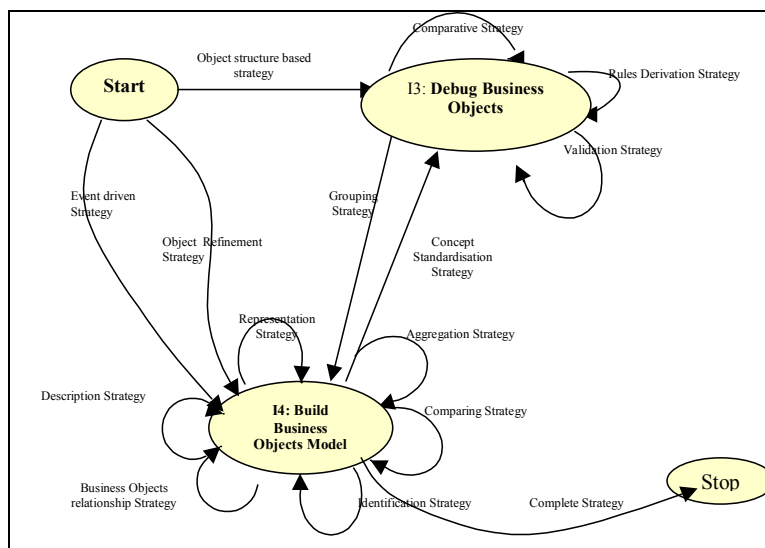 Comparative Strategy
Object structure based
strategy
Start
I3: Debug Business
Objects
Rules Derivation Strategy
Validation Strategy
Event driven
Strategy
Grouping
Strategy
Object Refinement
Strategy
Concept
Standardisation
Strategy
Representation
Strategy
Aggregation Strategy
Description Strategy
I4: Build
Business
Objects Model
Comparing Strategy
Stop
Business Objects
relationship Strategy
Identification Strategy
Complete Strategy